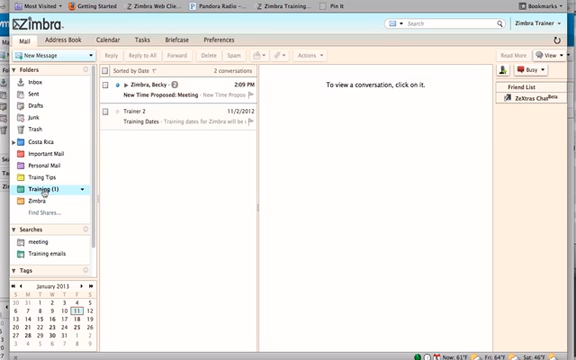 Most Visited
Getting Started
Zimbra Web Cli...
Pandora Radio –...
Zimbra Training...
Pin It
Bookmarks
Zimbra
Zimbra Trainer
Mail
Address Book
Calendar
Tasks
Briefcase
Preferences
New Message
Reply
Reply to All
Forward
Delete
Spam
Actions
Read More
View
Folders
Inbox
Sent
Drafts
Junk
Trash
Costa Rica
Important Mail
Personal Mail
Traing Tips
Training (1)
Zimbra
Find Shares...
Searches
meeting
Training emails
Tags
January 2013
S M T W T F S
30 31 1 2 3 4 5
6 7 8 9 10 11 12
13 14 15 16 17 18 19
20 21 22 23 24 25 26
27 28 29 30 31 1 2
3 4 5 6 7 8 9
Sorted by Date
2 conversations
Zimbra, Becky
2
2:09 PM
New Time Proposed: Meeting - New Time Propos
Trainer 2
11/2/2012
Training Dates - Training dates for Zimbra will be
To view a conversation, click on it.
Busy
Friend List
ZeXtras Chat Beta
Now: 61°F
Fri: 64°F
Sat: 46°F